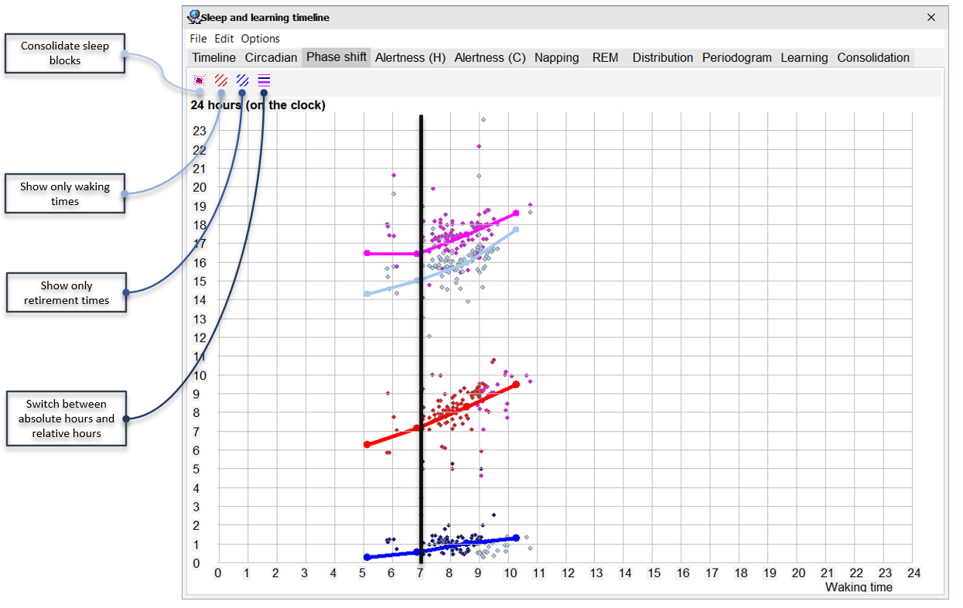 Sleep and learning timeline
File Edit Options
Timeline Circadian Phase shift Alertness (H) Alertness (C) Napping REM Distribution Periodogram Learning Consolidation
Consolidate sleep
blocks
Show only waking
times
Show only
retirement times
Switch between
absolute hours and
relative hours
24 hours (on the clock)
23
22
21
20
19
18
17
16
15
14
13
12
11
10
9
8
7
6
5
4
3
2
1
0
0 1 2 3 4 5 6 7 8 9 10 11 12 13 14 15 16 17 18 19 20 21 22 23 24
Waking time